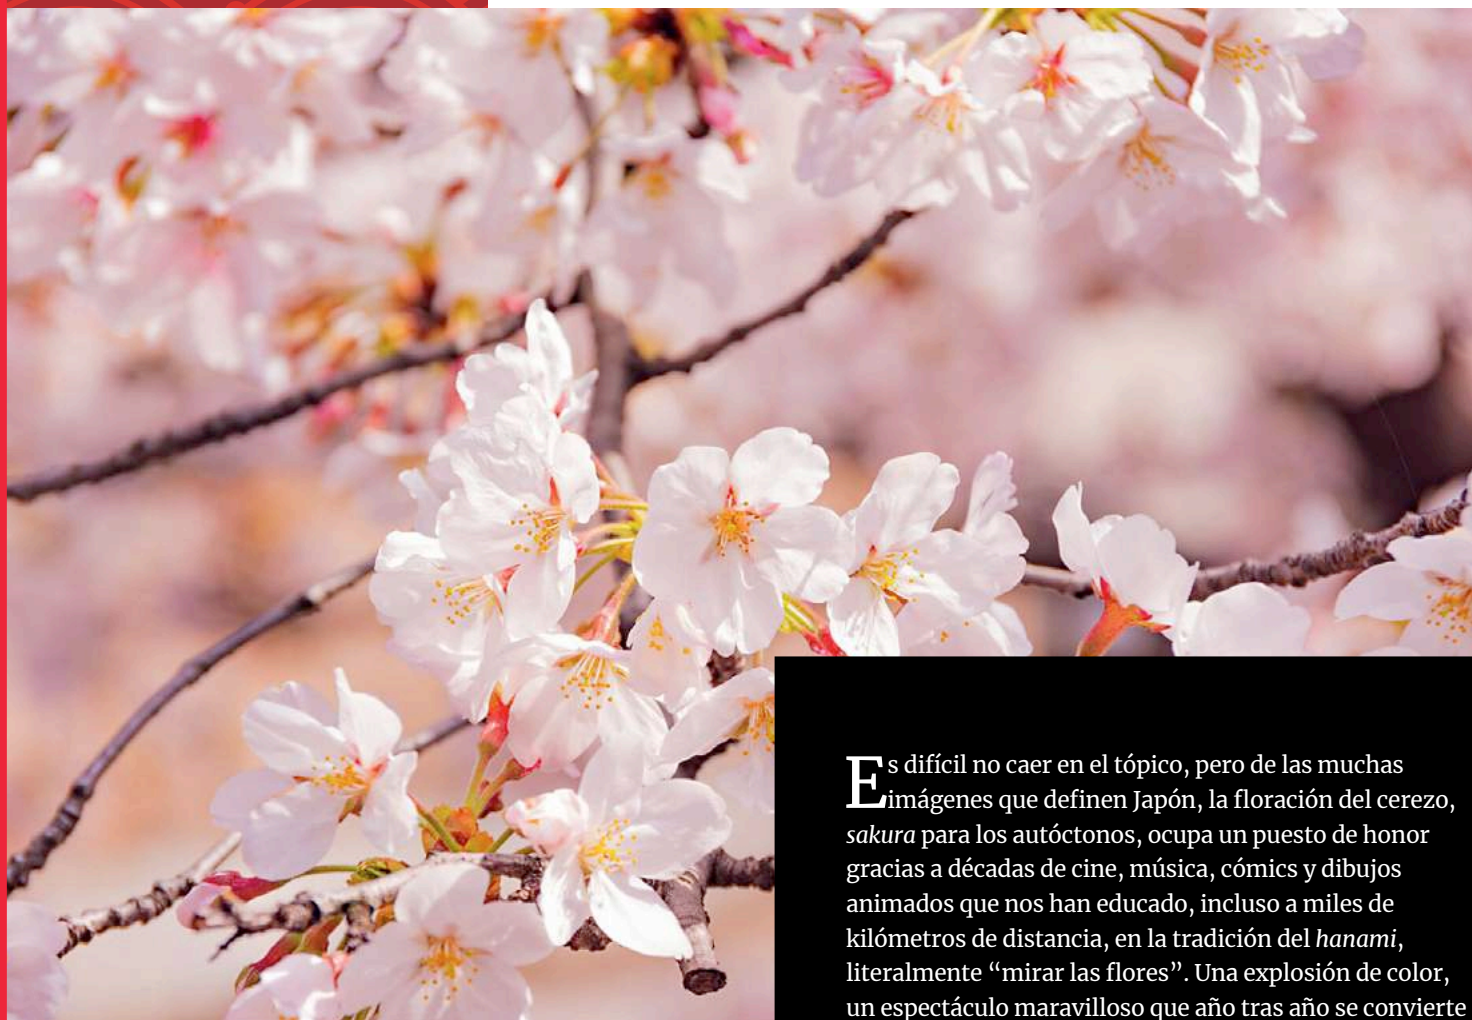 Es difícil no caer en el tópico, pero de las muchas
imágenes que definen Japón, la floración del cerezo,
sakura para los autóctonos, ocupa un puesto de honor
gracias a décadas de cine, música, cómics y dibujos
animados que nos han educado, incluso a miles de
kilómetros de distancia, en la tradición del hanami,
literalmente “mirar las flores”. Una explosión de color,
un espectáculo maravilloso que año tras año se convierte